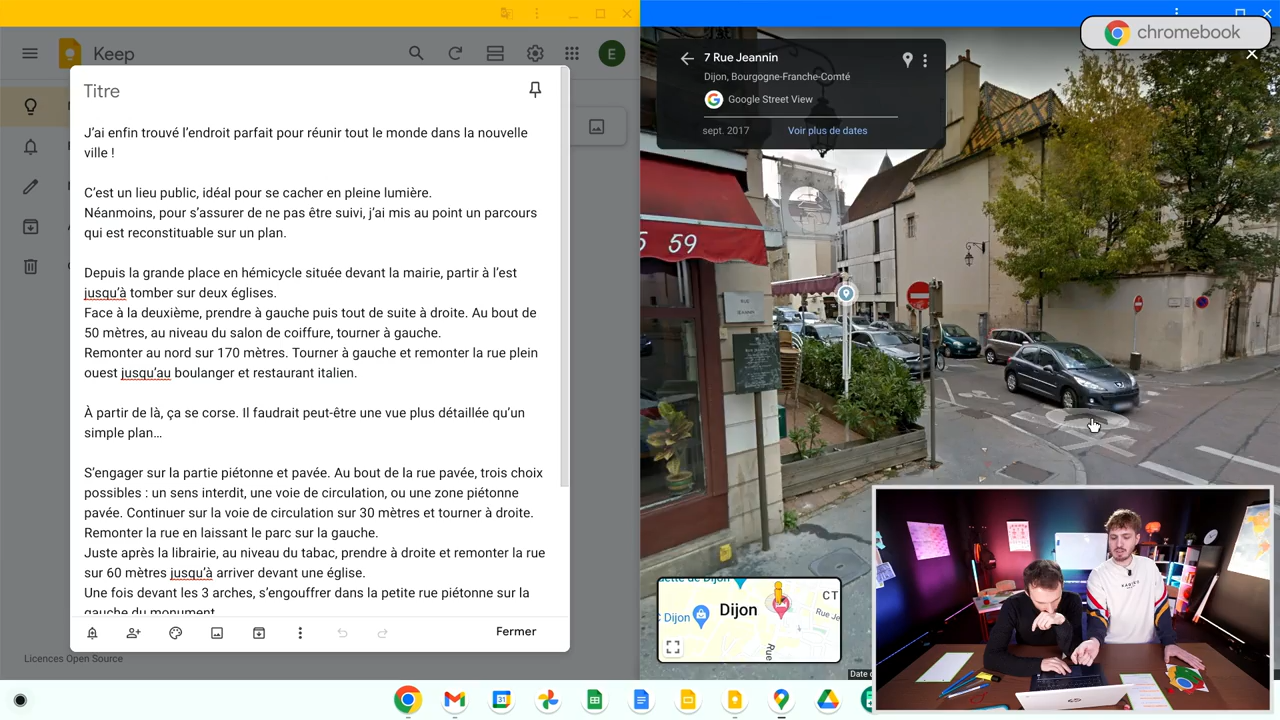 Keep
E
Titre
J’ai enfin trouvé l’endroit parfait pour réunir tout le monde dans la nouvelle
ville !
C’est un lieu public, idéal pour se cacher en pleine lumière.
Néanmoins, pour s’assurer de ne pas être suivi, j’ai mis au point un parcours
qui est reconstituable sur un plan.
Depuis la grande place en hémicycle située devant la mairie, partir à l’est
jusqu’à tomber sur deux églises.
Face à la deuxième, prendre à gauche puis tout de suite à droite. Au bout de
50 mètres, au niveau du salon de coiffure, tourner à gauche.
Remonter au nord sur 170 mètres. Tourner à gauche et remonter la rue plein
ouest jusqu’au boulanger et restaurant italien.
À partir de là, ça se corse. Il faudrait peut-être une vue plus détaillée qu’un
simple plan…
S’engager sur la partie piétonne et pavée. Au bout de la rue pavée, trois choix
possibles : un sens interdit, une voie de circulation, ou une zone piétonne
pavée. Continuer sur la voie de circulation sur 30 mètres et tourner à droite.
Remonter la rue en laissant le parc sur la gauche.
Juste après la librairie, au niveau du tabac, prendre à droite et remonter la rue
sur 60 mètres jusqu’à arriver devant une église.
Une fois devant les 3 arches, s’engouffrer dans la petite rue piétonne sur la
gauche du monument
Fermer
Licences Open Source
chromebook
7 Rue Jeannin
Dijon, Bourgogne-Franche-Comté
Google Street View
sept. 2017
Voir plus de dates
59
RUE
Dijon
Dijon
CT
Rue Je
Rue
Date d
31